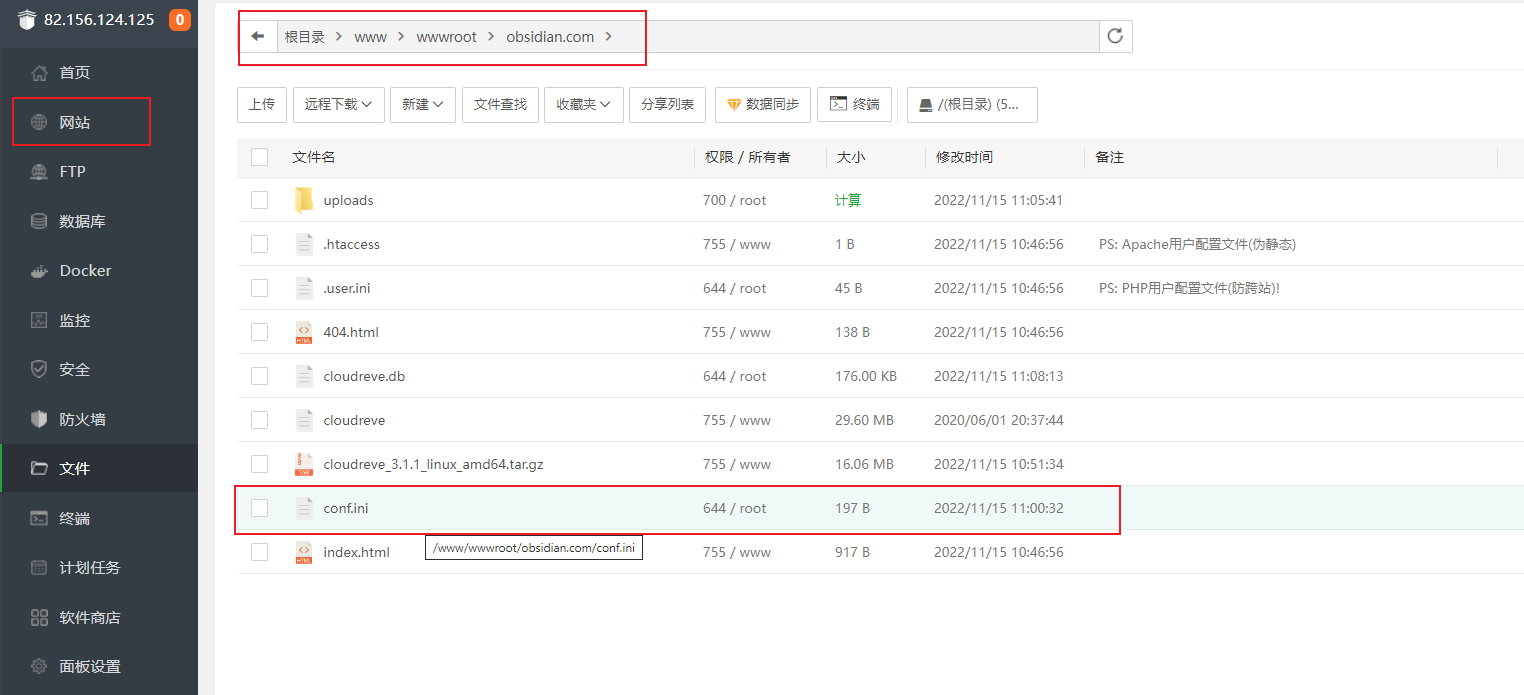 82.156.124.125 0
首页
网站
FTP
数据库
Docker
监控
安全
防火墙
文件
终端
计划任务
软件商店
面板设置
根目录 www wwwroot obsidian.com
上传 远程下载 新建 文件查找 收藏夹 分享列表 数据同步 终端 /(根目录) (5...
文件名 权限 / 所有者 大小 修改时间 备注
uploads 700 / root 计算 2022/11/15 11:05:41
.htaccess 755 / www 1 B 2022/11/15 10:46:56 PS: Apache用户配置文件(伪静态)
.user.ini 644 / root 45 B 2022/11/15 10:46:56 PS: PHP用户配置文件(防跨站)!
HTML 404.html 755 / www 138 B 2022/11/15 10:46:56
cloudreve.db 644 / root 176.00 KB 2022/11/15 11:08:13
cloudreve 755 / www 29.60 MB 2020/06/01 20:37:44
TAR cloudreve_3.1.1_linux_amd64.tar.gz 755 / www 16.06 MB 2022/11/15 10:51:34
conf.ini 644 / root 197 B 2022/11/15 11:00:32
/www/wwwroot/obsidian.com/conf.ini
HTML index.html 755 / www 917 B 2022/11/15 10:46:56